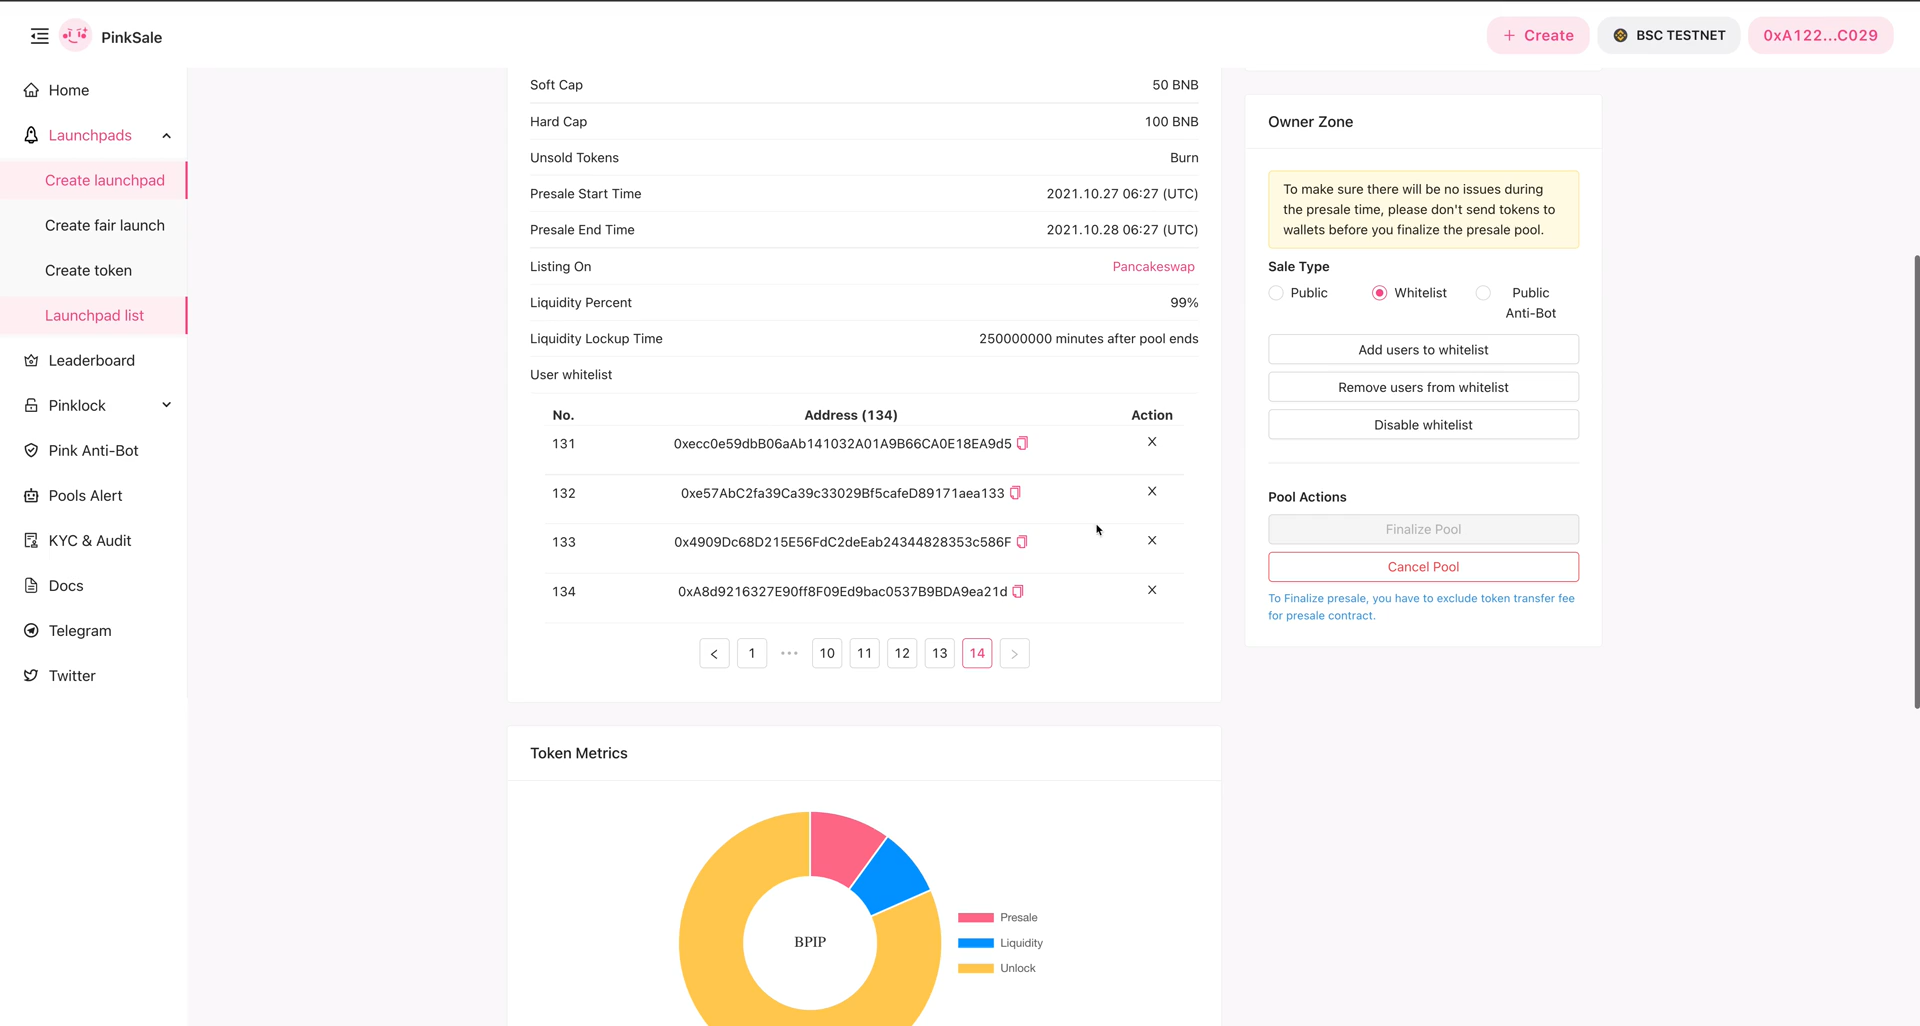 PinkSale
+ Create
BSC TESTNET
0xA122...C029
Home
Launchpads
Create launchpad
Create fair launch
Create token
Launchpad list
Leaderboard
Pinklock
Pink Anti-Bot
Pools Alert
KYC & Audit
Docs
Telegram
Twitter
Soft Cap 50 BNB
Hard Cap 100 BNB
Unsold Tokens Burn
Presale Start Time 2021.10.27 06:27 (UTC)
Presale End Time 2021.10.28 06:27 (UTC)
Listing On Pancakeswap
Liquidity Percent 99%
Liquidity Lockup Time 250000000 minutes after pool ends
User whitelist
No. Address (134) Action
131 0xecc0e59dbB06aAb141032A01A9B66CA0E18EA9d5 X
132 0xe57AbC2fa39Ca39c33029Bf5cafeD89171aea133 X
133 0x4909Dc68D215E56FdC2deEab24344828353c586F X
134 0xA8d9216327E90ff8F09Ed9bac0537B9BDA9ea21d X
< 1 ••• 10 11 12 13 14 >
Token Metrics
BPIP
Presale
Liquidity
Unlock
Owner Zone
To make sure there will be no issues during
the presale time, please don't send tokens to
wallets before you finalize the presale pool.
Sale Type
Public Whitelist Public
Anti-Bot
Add users to whitelist
Remove users from whitelist
Disable whitelist
Pool Actions
Finalize Pool
Cancel Pool
To Finalize presale, you have to exclude token transfer fee
for presale contract.